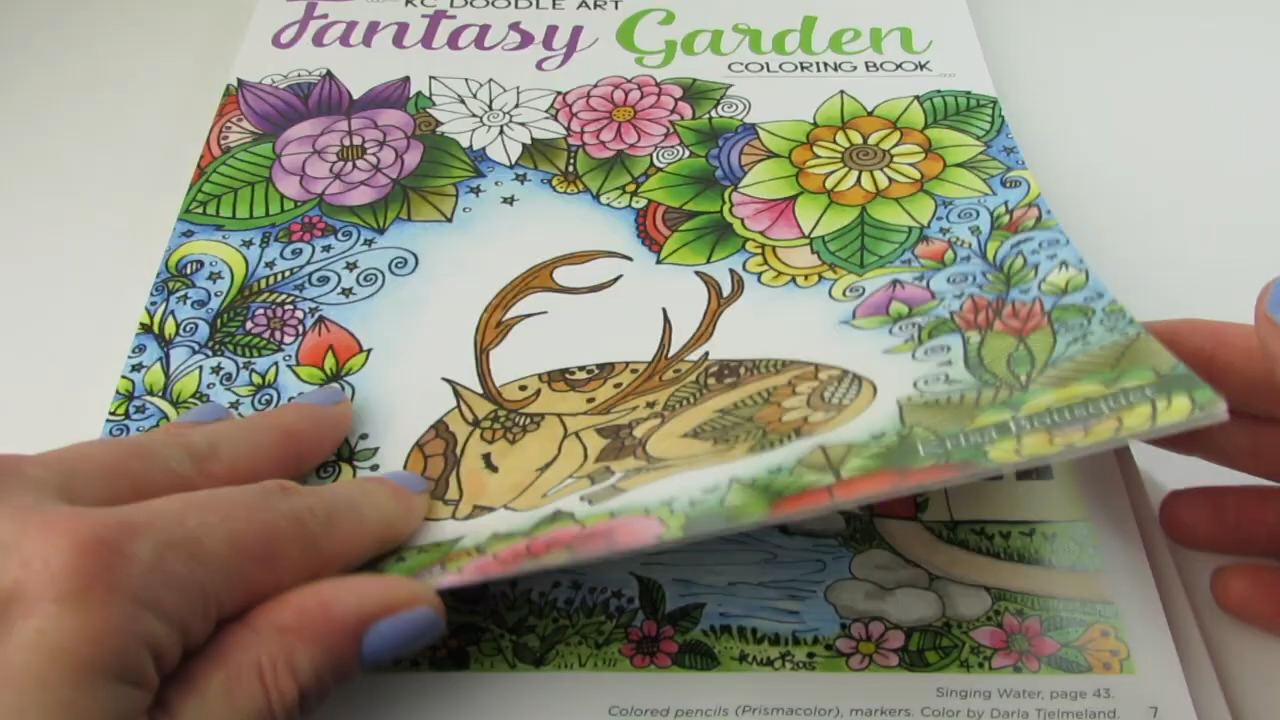 KC DOODLE ART
Fantasy Garden
COLORING BOOK
Singing Water, page 43.
Colored pencils (Prismacolor), markers. Color by Darla Tjelmeland.
7